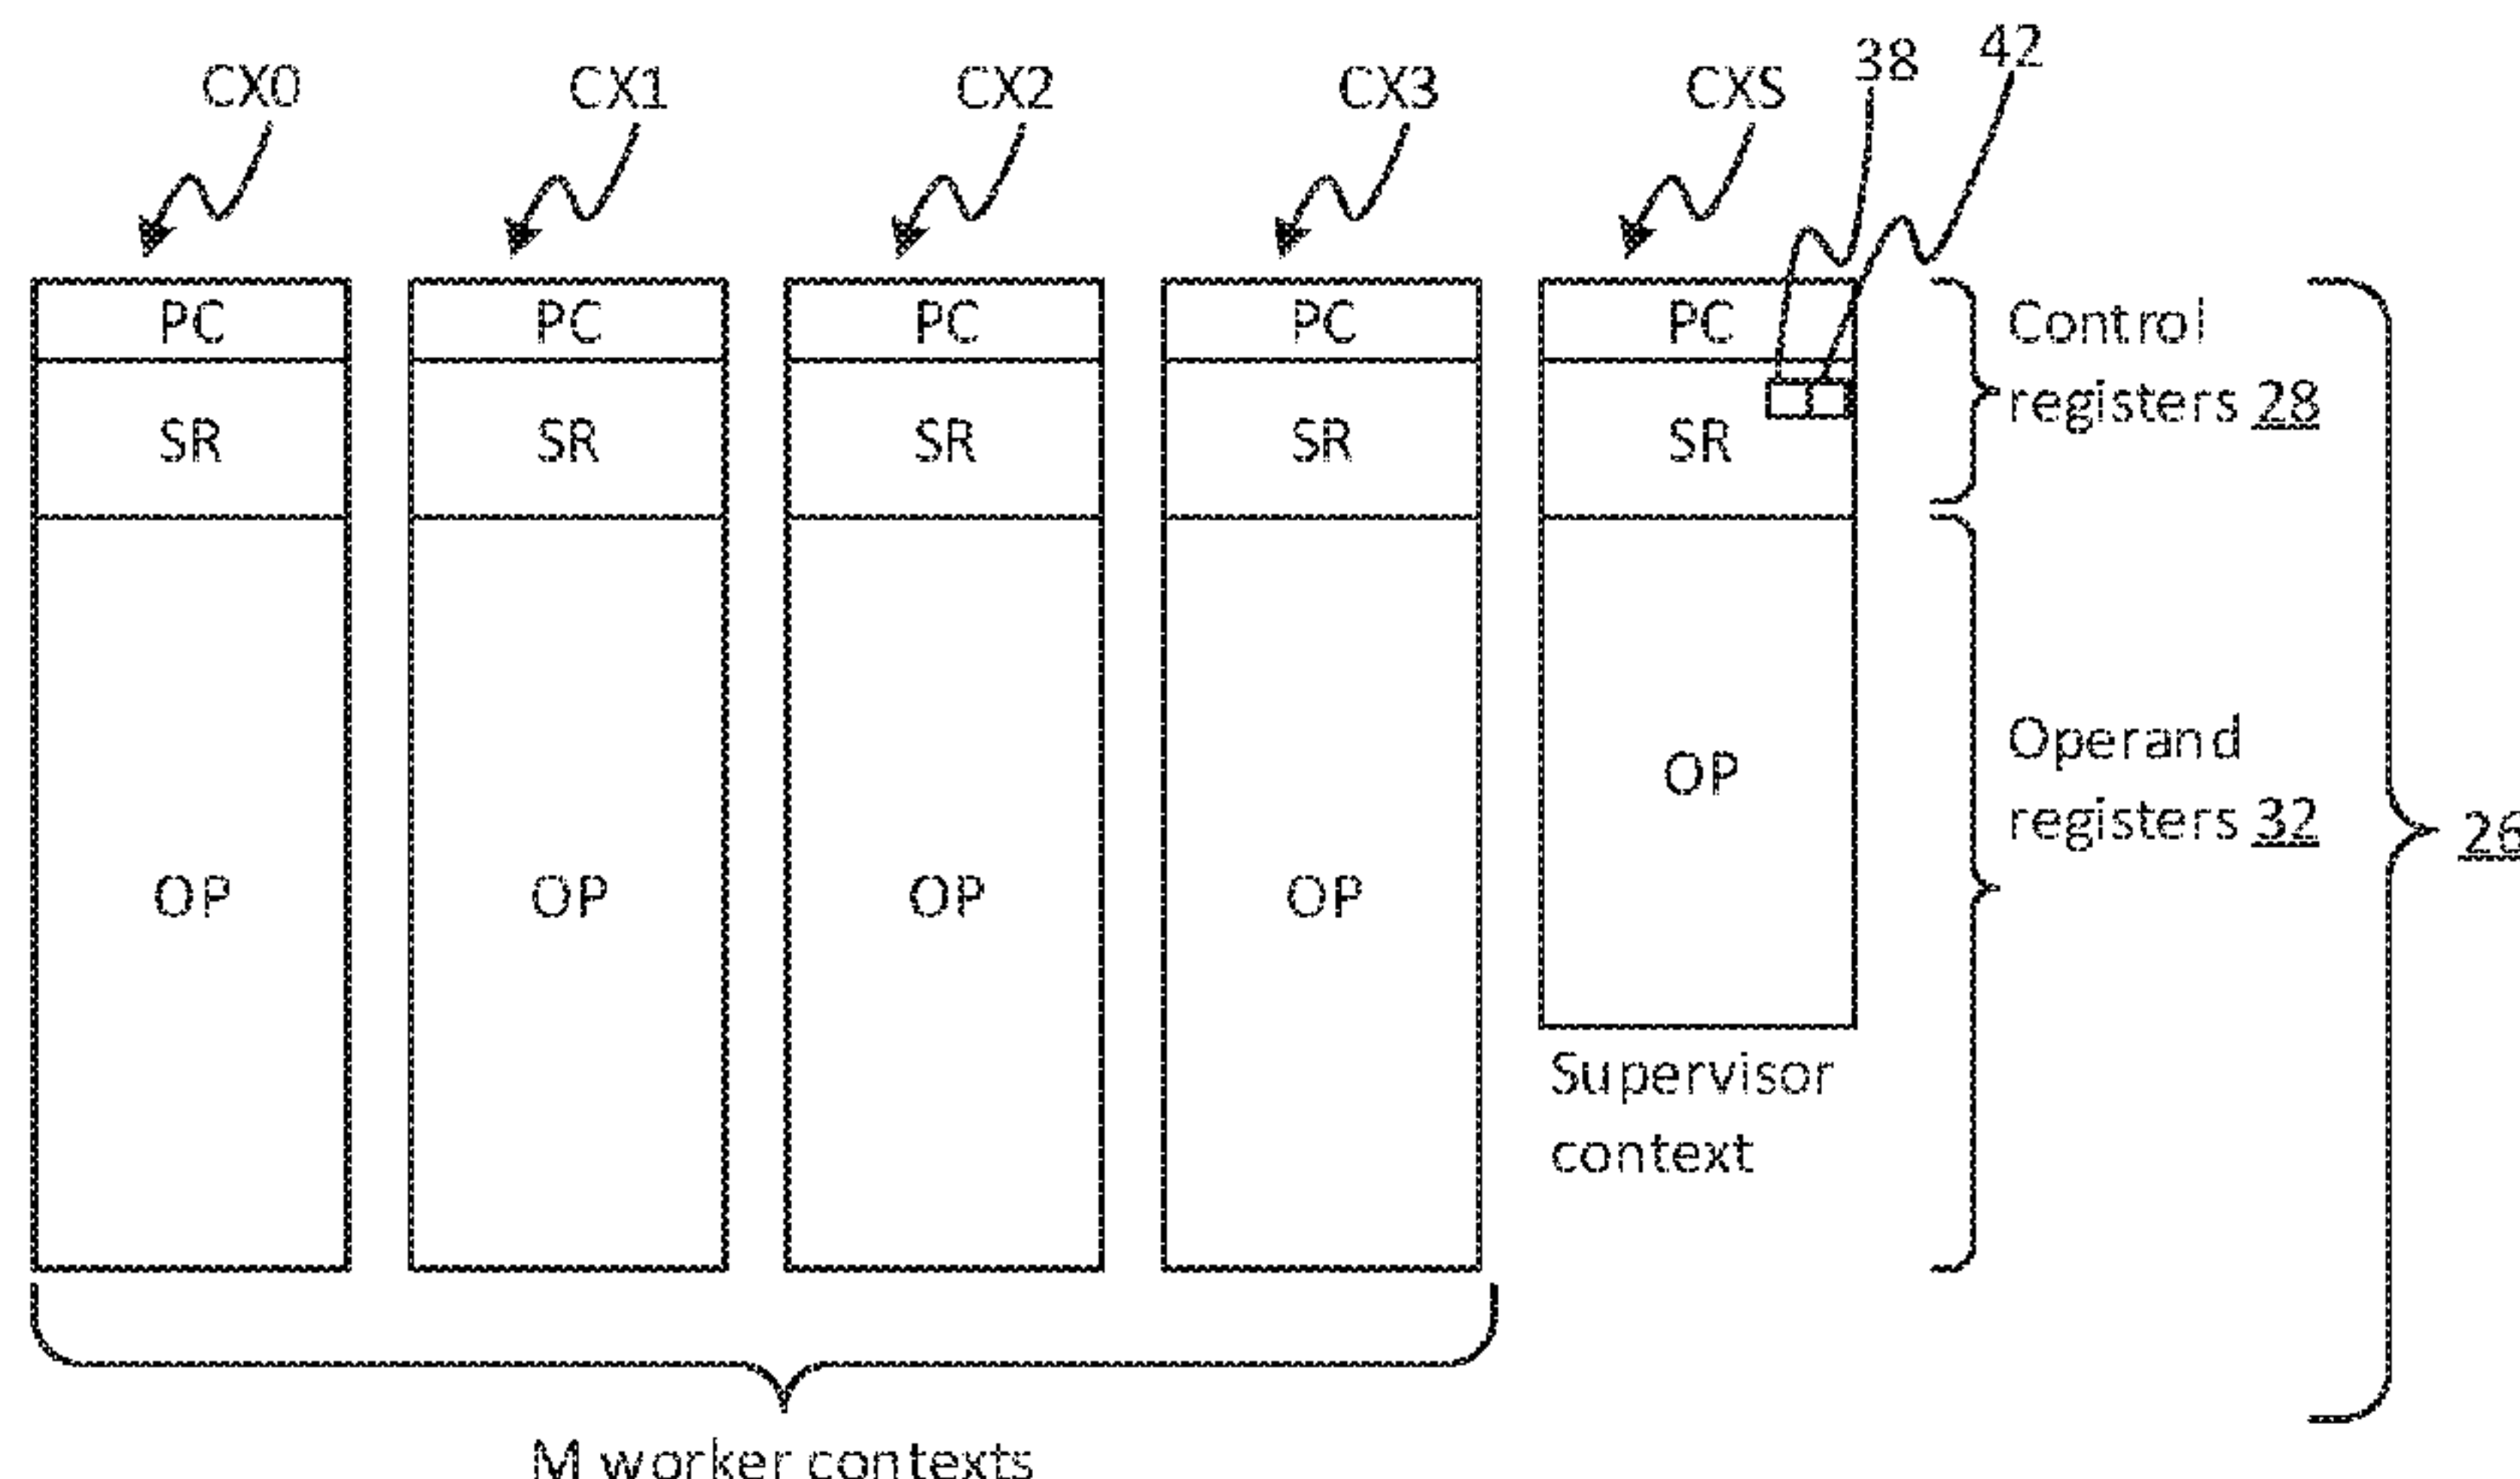 CX0 CX1 CX2 CX3 CXS 38 42
PC PC PC PC PC
SR SR SR SR SR
OP OP OP OP OP
Control
registers 28
Operand
registers 32
26
Supervisor
context
M worker contexts